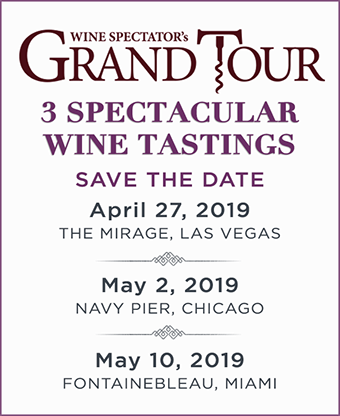 WINE SPECTATOR's
GRAND TOUR
3 SPECTACULAR
WINE TASTINGS
SAVE THE DATE
April 27, 2019
THE MIRAGE, LAS VEGAS
May 2, 2019
NAVY PIER, CHICAGO
May 10, 2019
FONTAINEBLEAU, MIAMI